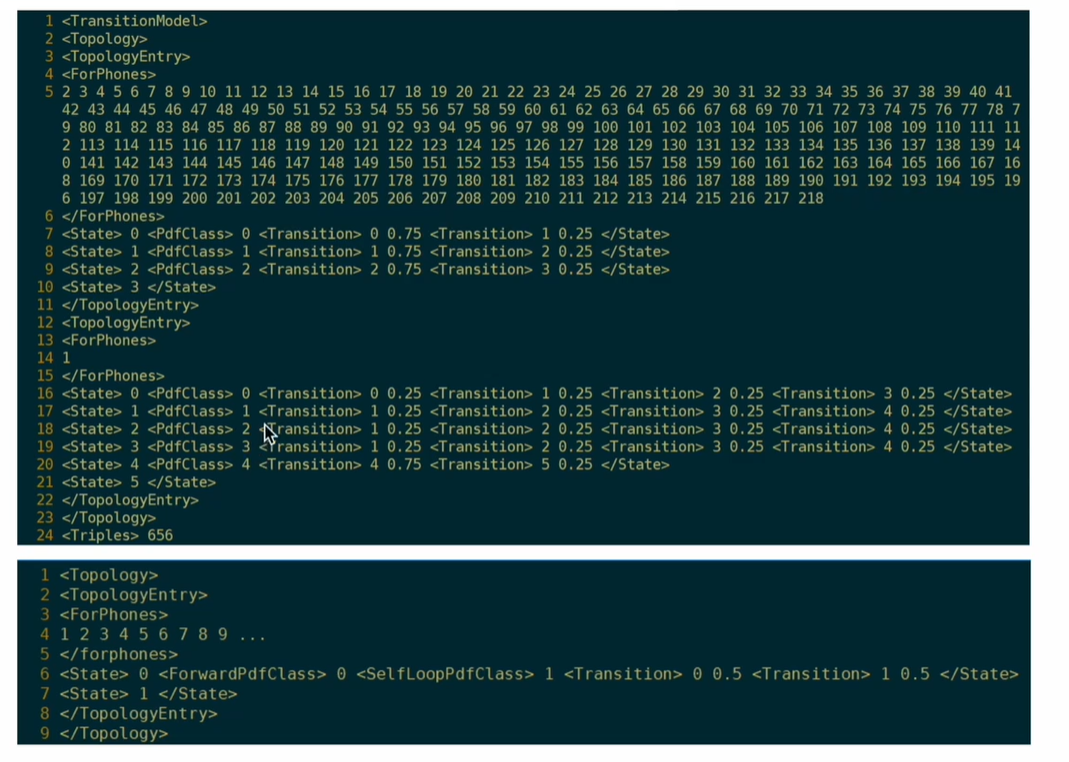 1 <TransitionModel>
2 <Topology>
3 <TopologyEntry>
4 <ForPhones>
5 2 3 4 5 6 7 8 9 10 11 12 13 14 15 16 17 18 19 20 21 22 23 24 25 26 27 28 29 30 31 32 33 34 35 36 37 38 39 40 41
42 43 44 45 46 47 48 49 50 51 52 53 54 55 56 57 58 59 60 61 62 63 64 65 66 67 68 69 70 71 72 73 74 75 76 77 78 7
9 80 81 82 83 84 85 86 87 88 89 90 91 92 93 94 95 96 97 98 99 100 101 102 103 104 105 106 107 108 109 110 111 11
2 113 114 115 116 117 118 119 120 121 122 123 124 125 126 127 128 129 130 131 132 133 134 135 136 137 138 139 14
0 141 142 143 144 145 146 147 148 149 150 151 152 153 154 155 156 157 158 159 160 161 162 163 164 165 166 167 16
8 169 170 171 172 173 174 175 176 177 178 179 180 181 182 183 184 185 186 187 188 189 190 191 192 193 194 195 19
6 197 198 199 200 201 202 203 204 205 206 207 208 209 210 211 212 213 214 215 216 217 218
6 </ForPhones>
7 <State> 0 <PdfClass> 0 <Transition> 0 0.75 <Transition> 1 0.25 </State>
8 <State> 1 <PdfClass> 1 <Transition> 1 0.75 <Transition> 2 0.25 </State>
9 <State> 2 <PdfClass> 2 <Transition> 2 0.75 <Transition> 3 0.25 </State>
10 <State> 3 </State>
11 </TopologyEntry>
12 <TopologyEntry>
13 <ForPhones>
14 1
15 </ForPhones>
16 <State> 0 <PdfClass> 0 <Transition> 0 0.25 <Transition> 1 0.25 <Transition> 2 0.25 <Transition> 3 0.25 </State>
17 <State> 1 <PdfClass> 1 <Transition> 1 0.25 <Transition> 2 0.25 <Transition> 3 0.25 <Transition> 4 0.25 </State>
18 <State> 2 <PdfClass> 2 <Transition> 1 0.25 <Transition> 2 0.25 <Transition> 3 0.25 <Transition> 4 0.25 </State>
19 <State> 3 <PdfClass> 3 <Transition> 1 0.25 <Transition> 2 0.25 <Transition> 3 0.25 <Transition> 4 0.25 </State>
20 <State> 4 <PdfClass> 4 <Transition> 4 0.75 <Transition> 5 0.25 </State>
21 <State> 5 </State>
22 </TopologyEntry>
23 </Topology>
24 <Triples> 656
1 <Topology>
2 <TopologyEntry>
3 <ForPhones>
4 1 2 3 4 5 6 7 8 9 ...
5 </forphones>
6 <State> 0 <ForwardPdfClass> 0 <SelfLoopPdfClass> 1 <Transition> 0 0.5 <Transition> 1 0.5 </State>
7 <State> 1 </State>
8 </TopologyEntry>
9 </Topology>